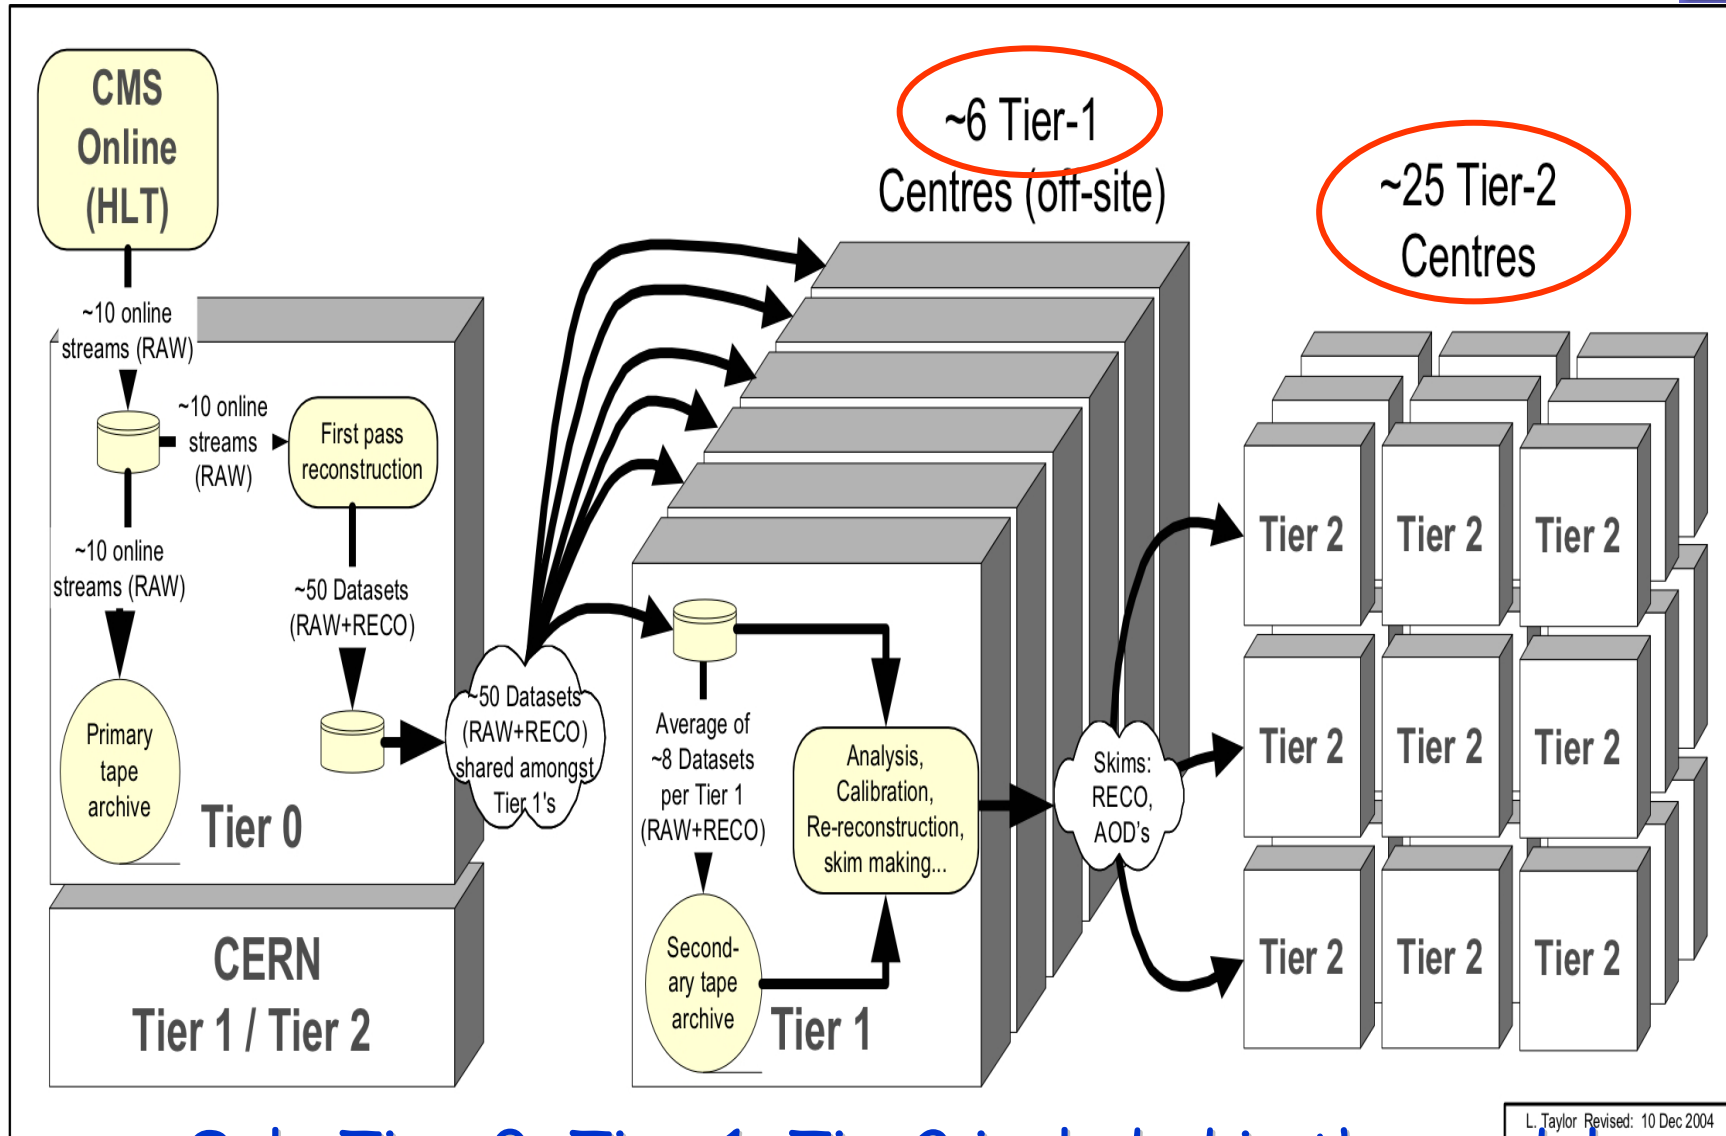 CMS
Online
(HLT)
~10 online
streams (RAW)
~10 online
streams
(RAW)
First pass
reconstruction
~10 online
streams (RAW)
~50 Datasets
(RAW+RECO)
Primary
tape
archive
Tier 0
CERN
Tier 1 / Tier 2
~50 Datasets
(RAW+RECO)
shared amongst
Tier 1's
~6 Tier-1
Centres (off-site)
Average of
~8 Datasets
per Tier 1
(RAW+RECO)
Analysis,
Calibration,
Re-reconstruction,
skim making...
Second-
ary tape
archive
Tier 1
Skims:
RECO,
AOD's
~25 Tier-2
Centres
Tier 2
Tier 2
Tier 2
Tier 2
Tier 2
Tier 2
Tier 2
Tier 2
Tier 2
L. Taylor Revised: 10 Dec 2004